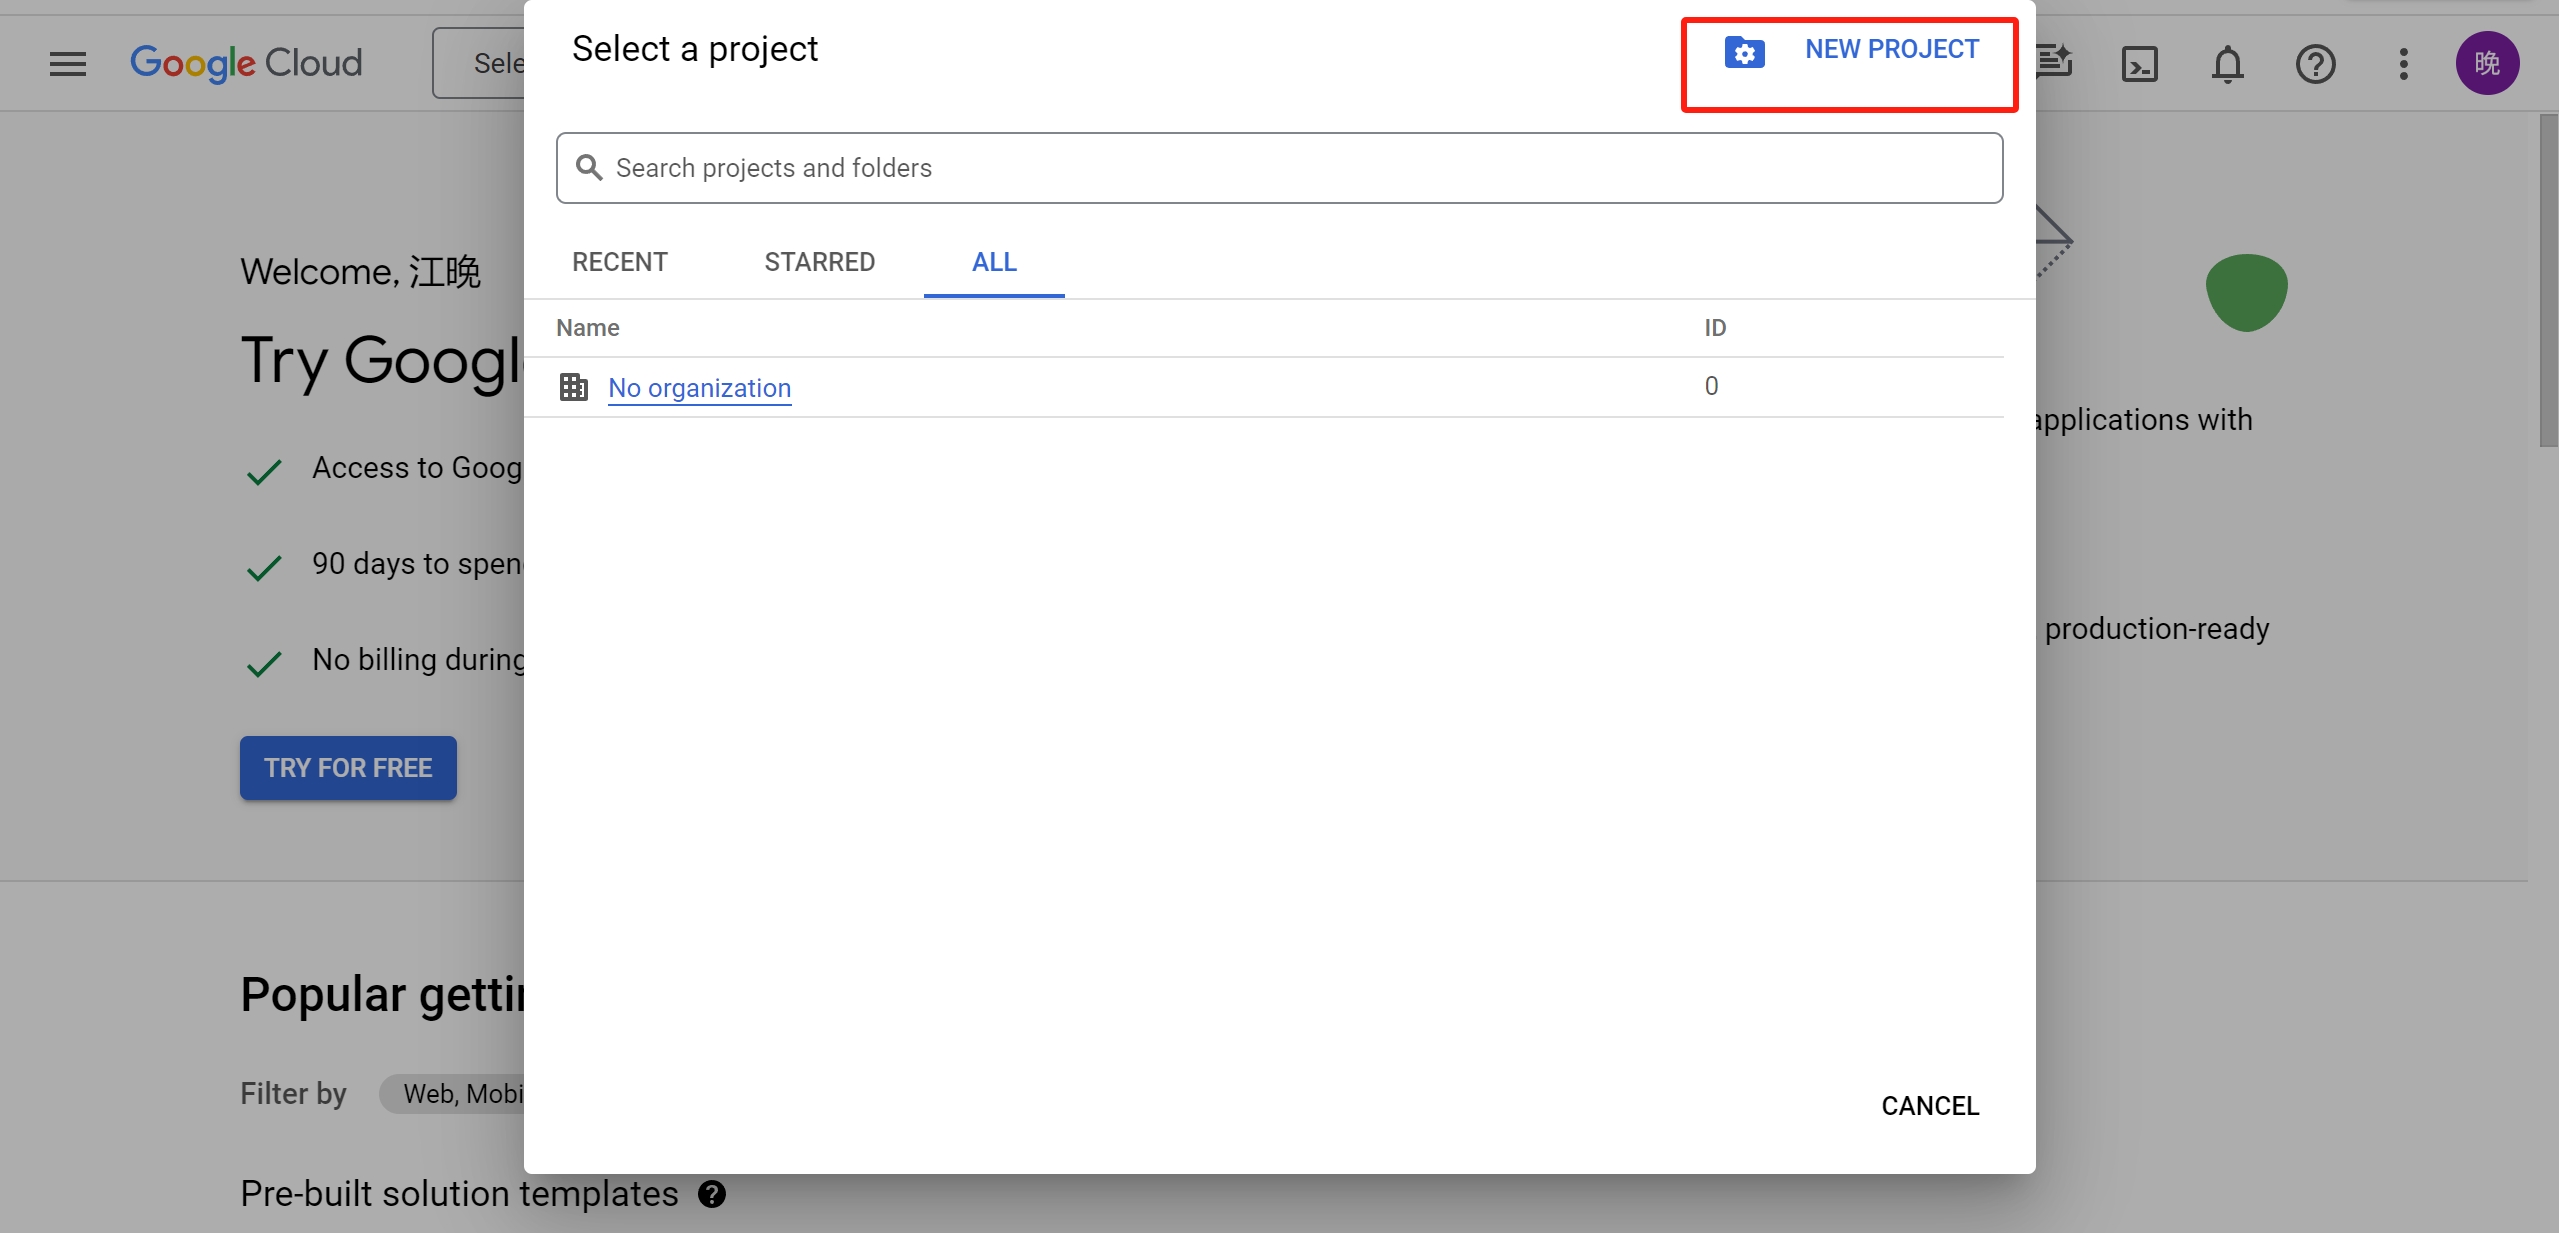 Google Cloud
Sele
晚
Select a project
NEW PROJECT
Search projects and folders
RECENT
STARRED
ALL
Name
ID
No organization
0
CANCEL
Welcome, 江晚
Try Google
Access to Goog
90 days to spen
No billing during
TRY FOR FREE
applications with
production-ready
Popular gettin
Filter by
Web, Mobi
Pre-built solution templates